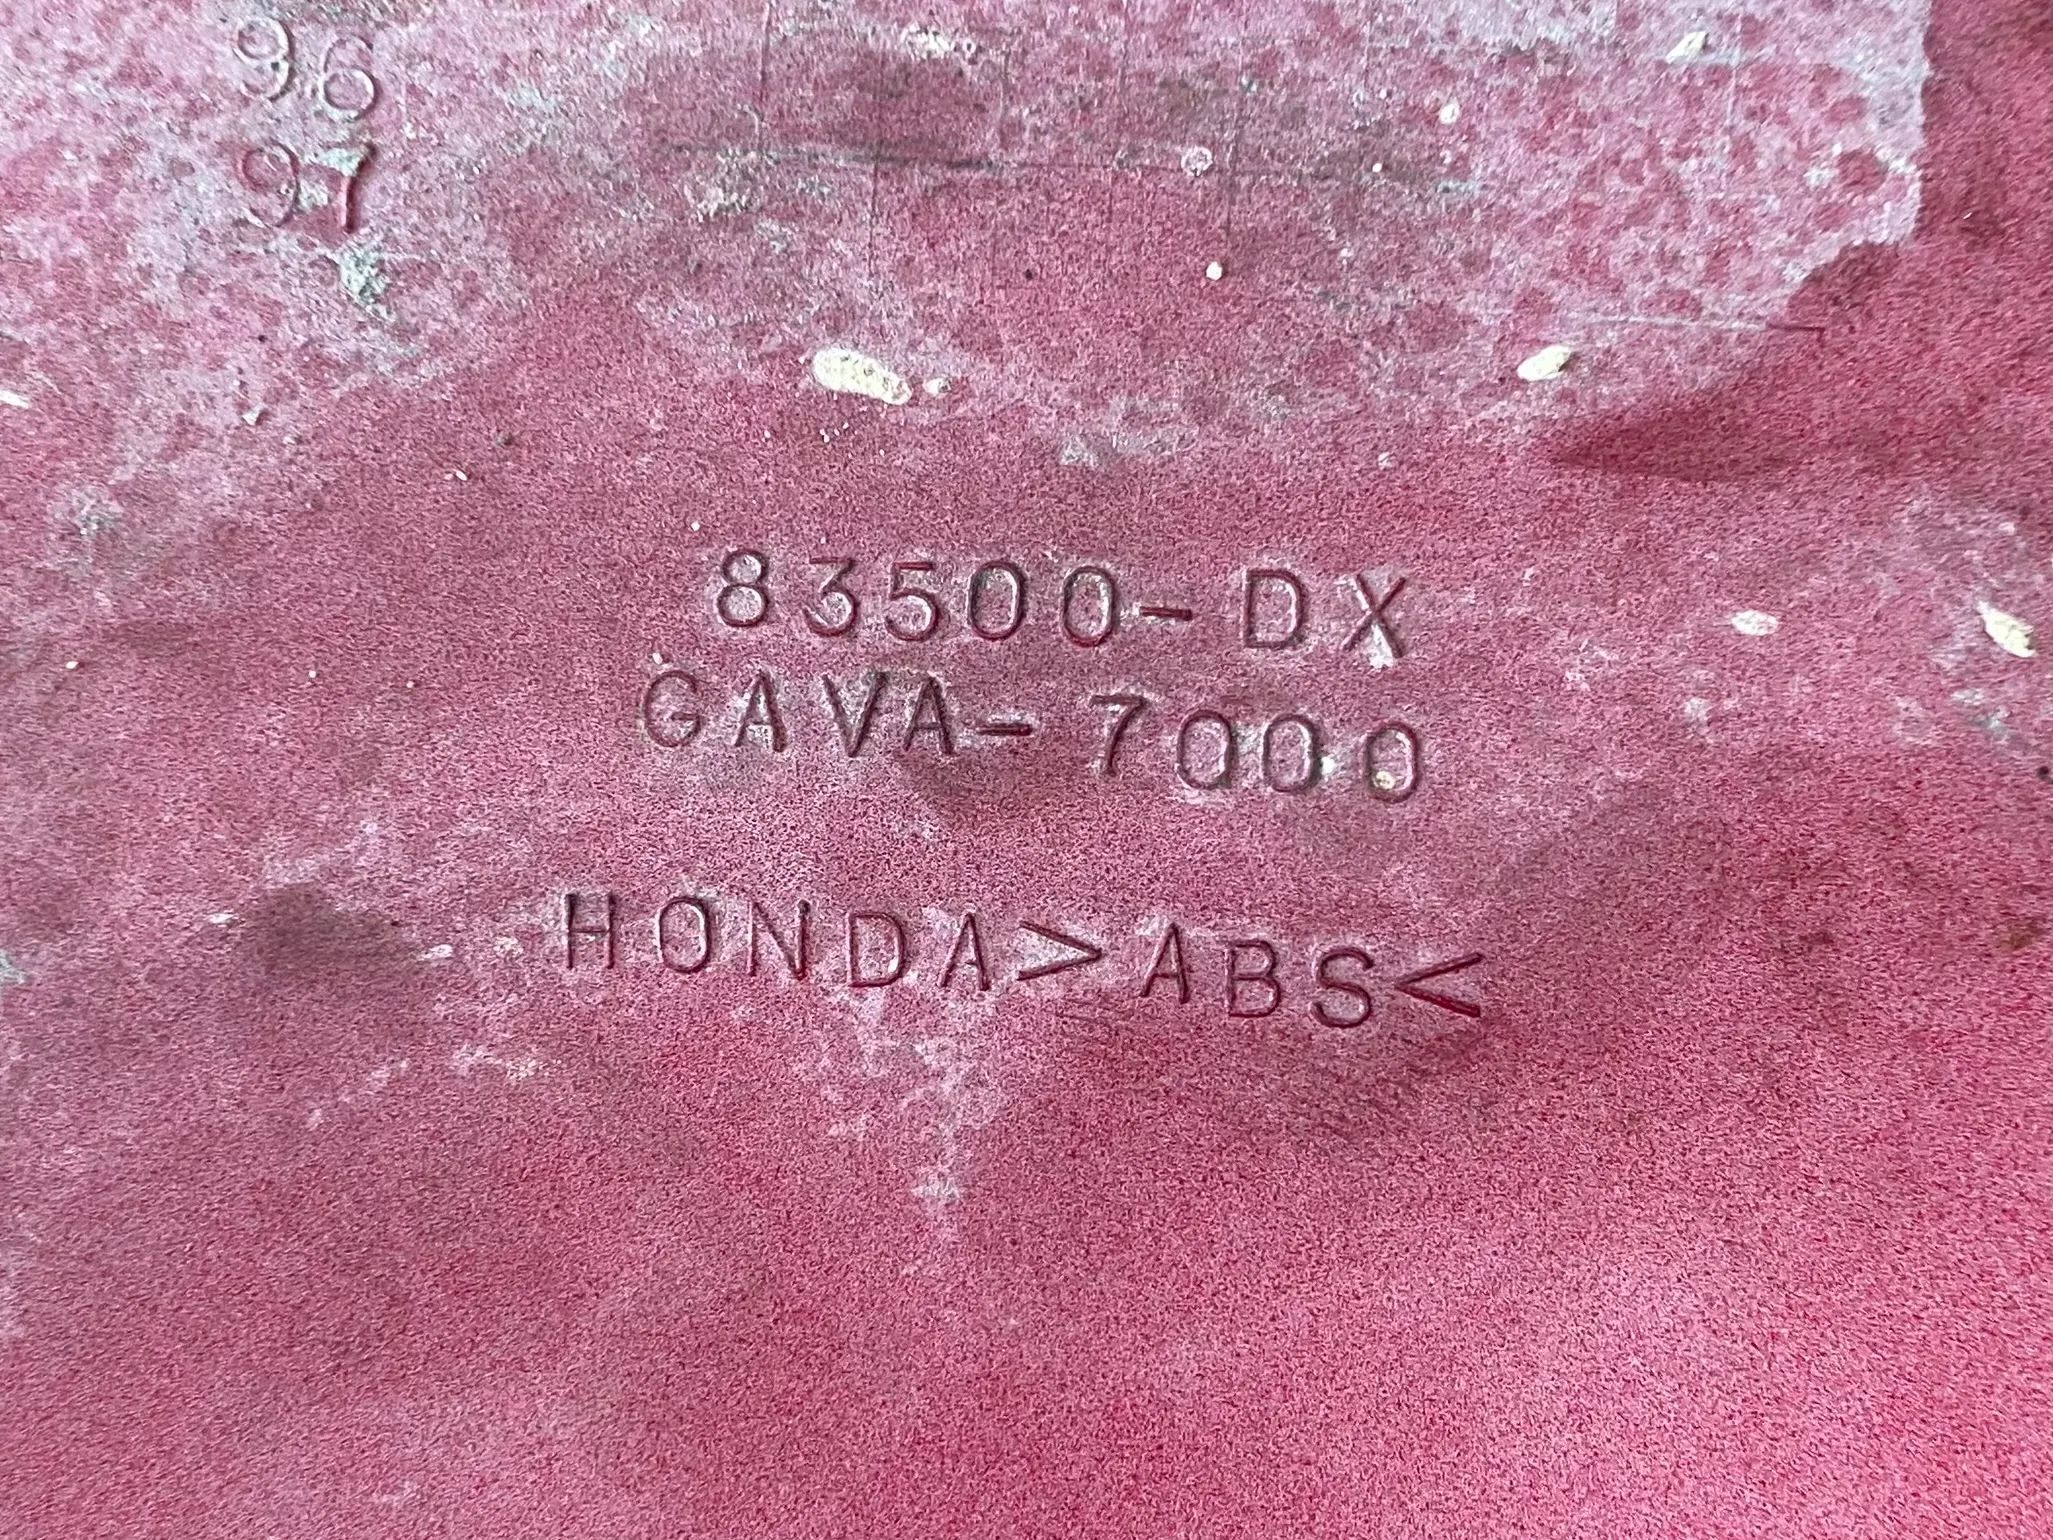 96
97
83500-DX
GAVA-7000
HONDA>ABS<